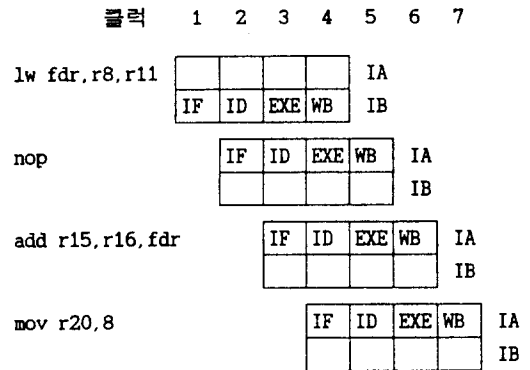 클럭 1 2 3 4 5 6 7
lw fdr,r8,r11 IA
IF ID EXE WB IB
nop IF ID EXE WB IA
IB
add r15,r16,fdr IF ID EXE WB IA
IB
mov r20,8 IF ID EXE WB IA
IB